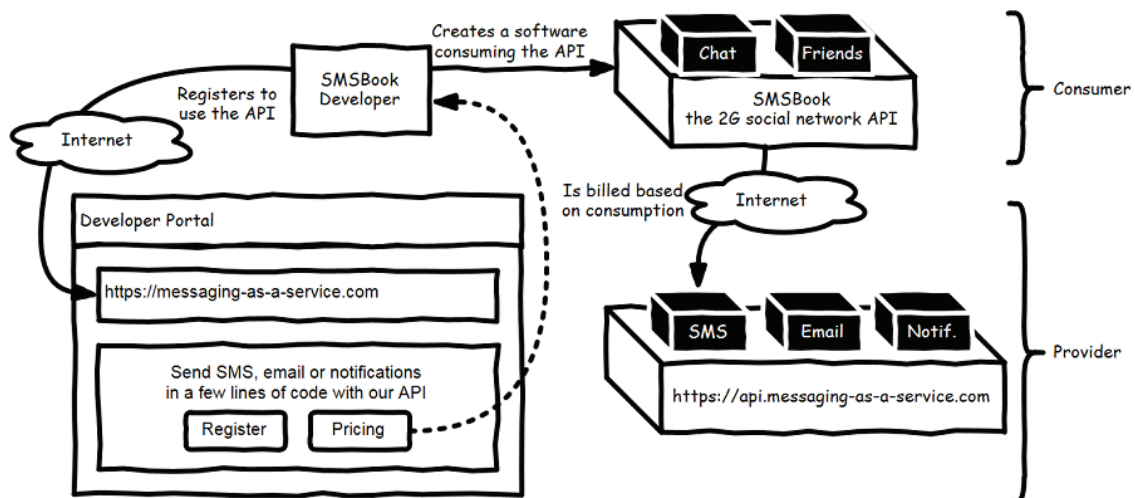 Creates a software
consuming the API
Chat
Friends
SMSBook
Developer
Registers to
use the API
Internet
SMSBook
the 2G social network API
Consumer
Is billed based
on consumption
Internet
Developer Portal
https://messaging-as-a-service.com
SMS
Email
Notif.
https://api.messaging-as-a-service.com
Provider
Send SMS, email or notifications
in a few lines of code with our API
Register
Pricing